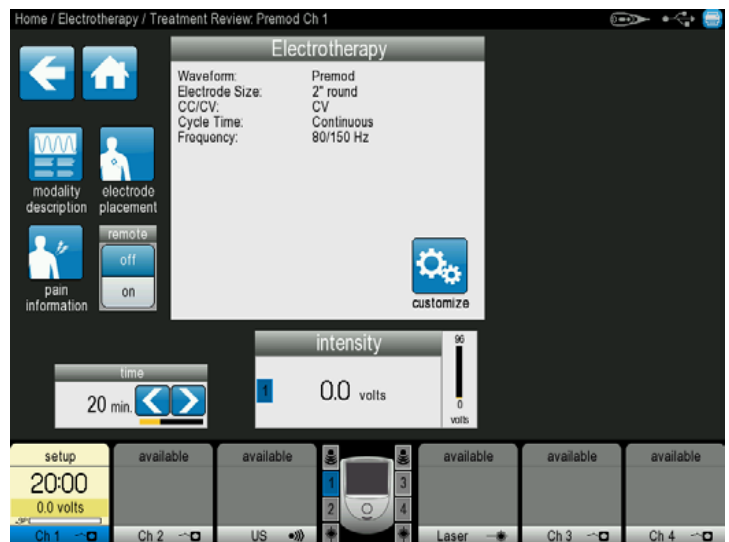 Home / Electrotherapy / Treatment Review: Premod Ch 1
Electrotherapy
Waveform: Premod
Electrode Size: 2" round
CC/CV: CV
Cycle Time: Continuous
Frequency: 80/150 Hz
modality description
electrode placement
pain information
remote
off
on
customize
time
20 min.
intensity
1
0.0 volts
90
0
volts
setup
20:00
0.0 volts
Ch 1
available
Ch 2
available
US
1
2
3
4
available
Laser
available
Ch 3
available
Ch 4